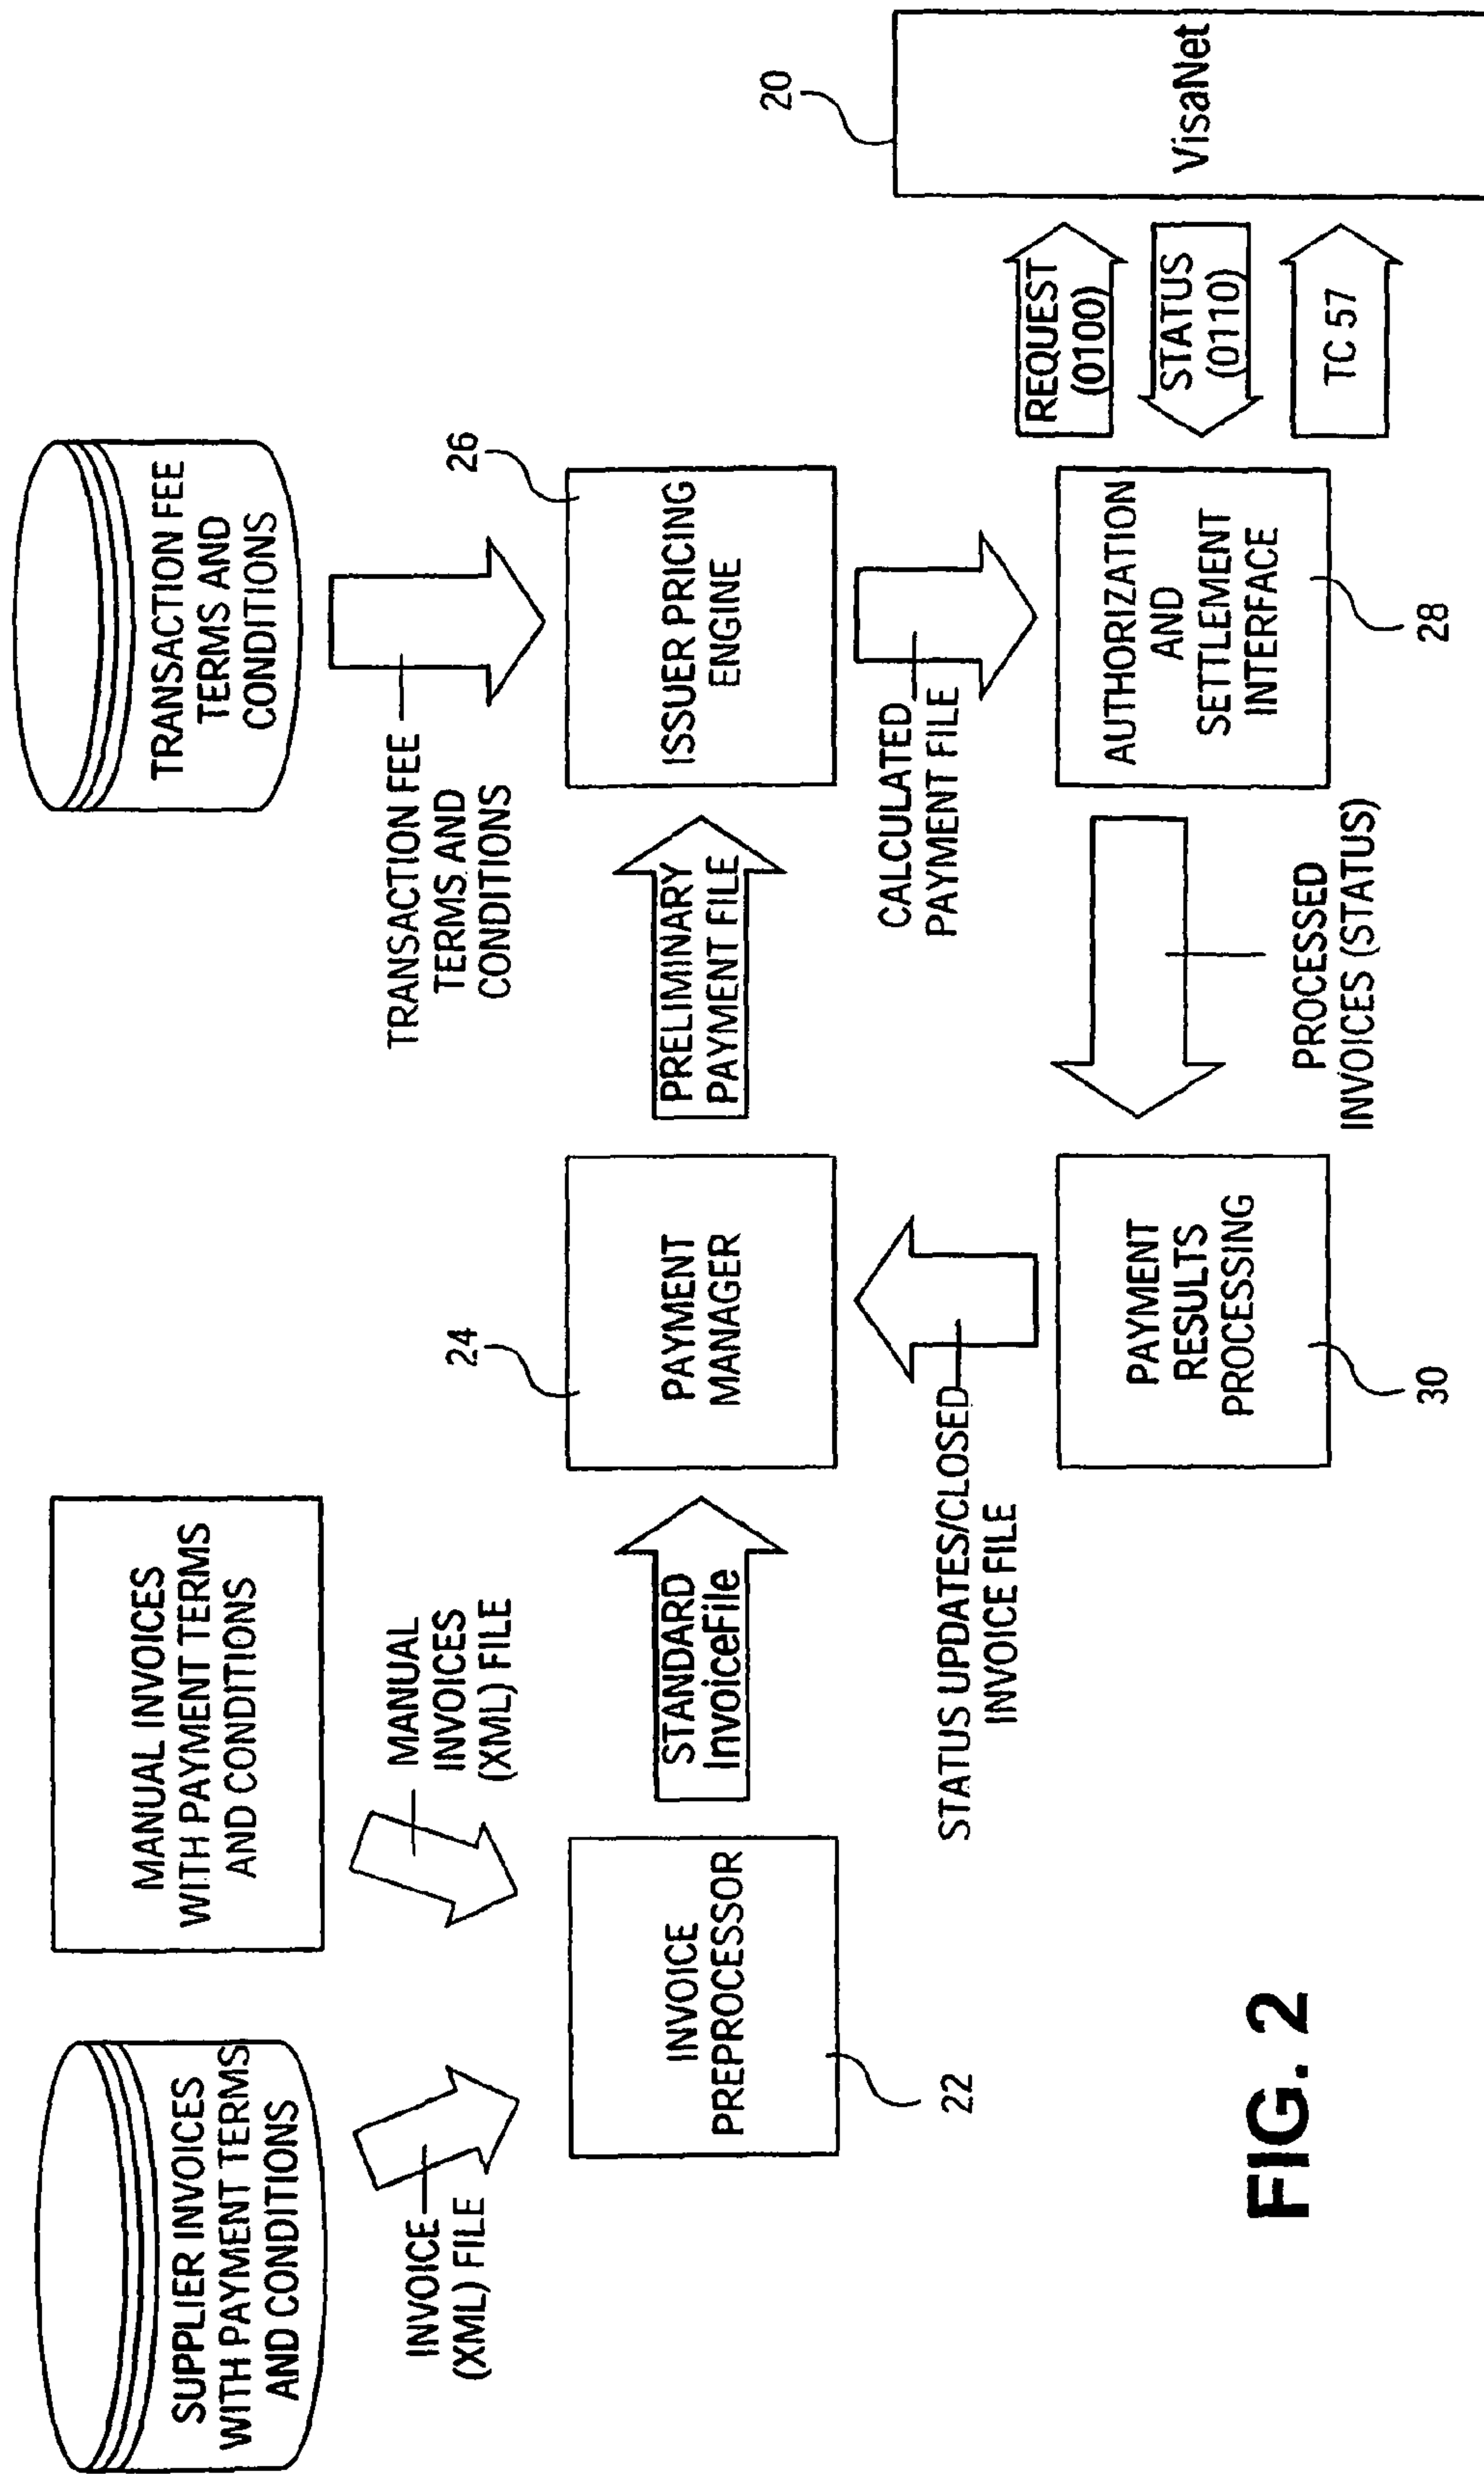 SUPPLIER INVOICES
WITH PAYMENT TERMS
AND CONDITIONS
MANUAL INVOICES
WITH PAYMENT TERMS
AND CONDITIONS
TRANSACTION FEE
TERMS AND
CONDITIONS
INVOICE
(XML) FILE
MANUAL
INVOICES
(XML) FILE
TRANSACTION FEE
TERMS AND
CONDITIONS
INVOICE
PREPROCESSOR
22
STANDARD
InvoiceFile
24
PAYMENT
MANAGER
PRELIMINARY
PAYMENT FILE
26
ISSUER PRICING
ENGINE
STATUS UPDATES/CLOSED
INVOICE FILE
CALCULATED
PAYMENT FILE
PAYMENT
RESULTS
PROCESSING
30
PROCESSED
INVOICES (STATUS)
AUTHORIZATION
AND
SETTLEMENT
INTERFACE
28
REQUEST
(0100)
STATUS
(0110)
TC 57
20
VisaNet
FIG. 2